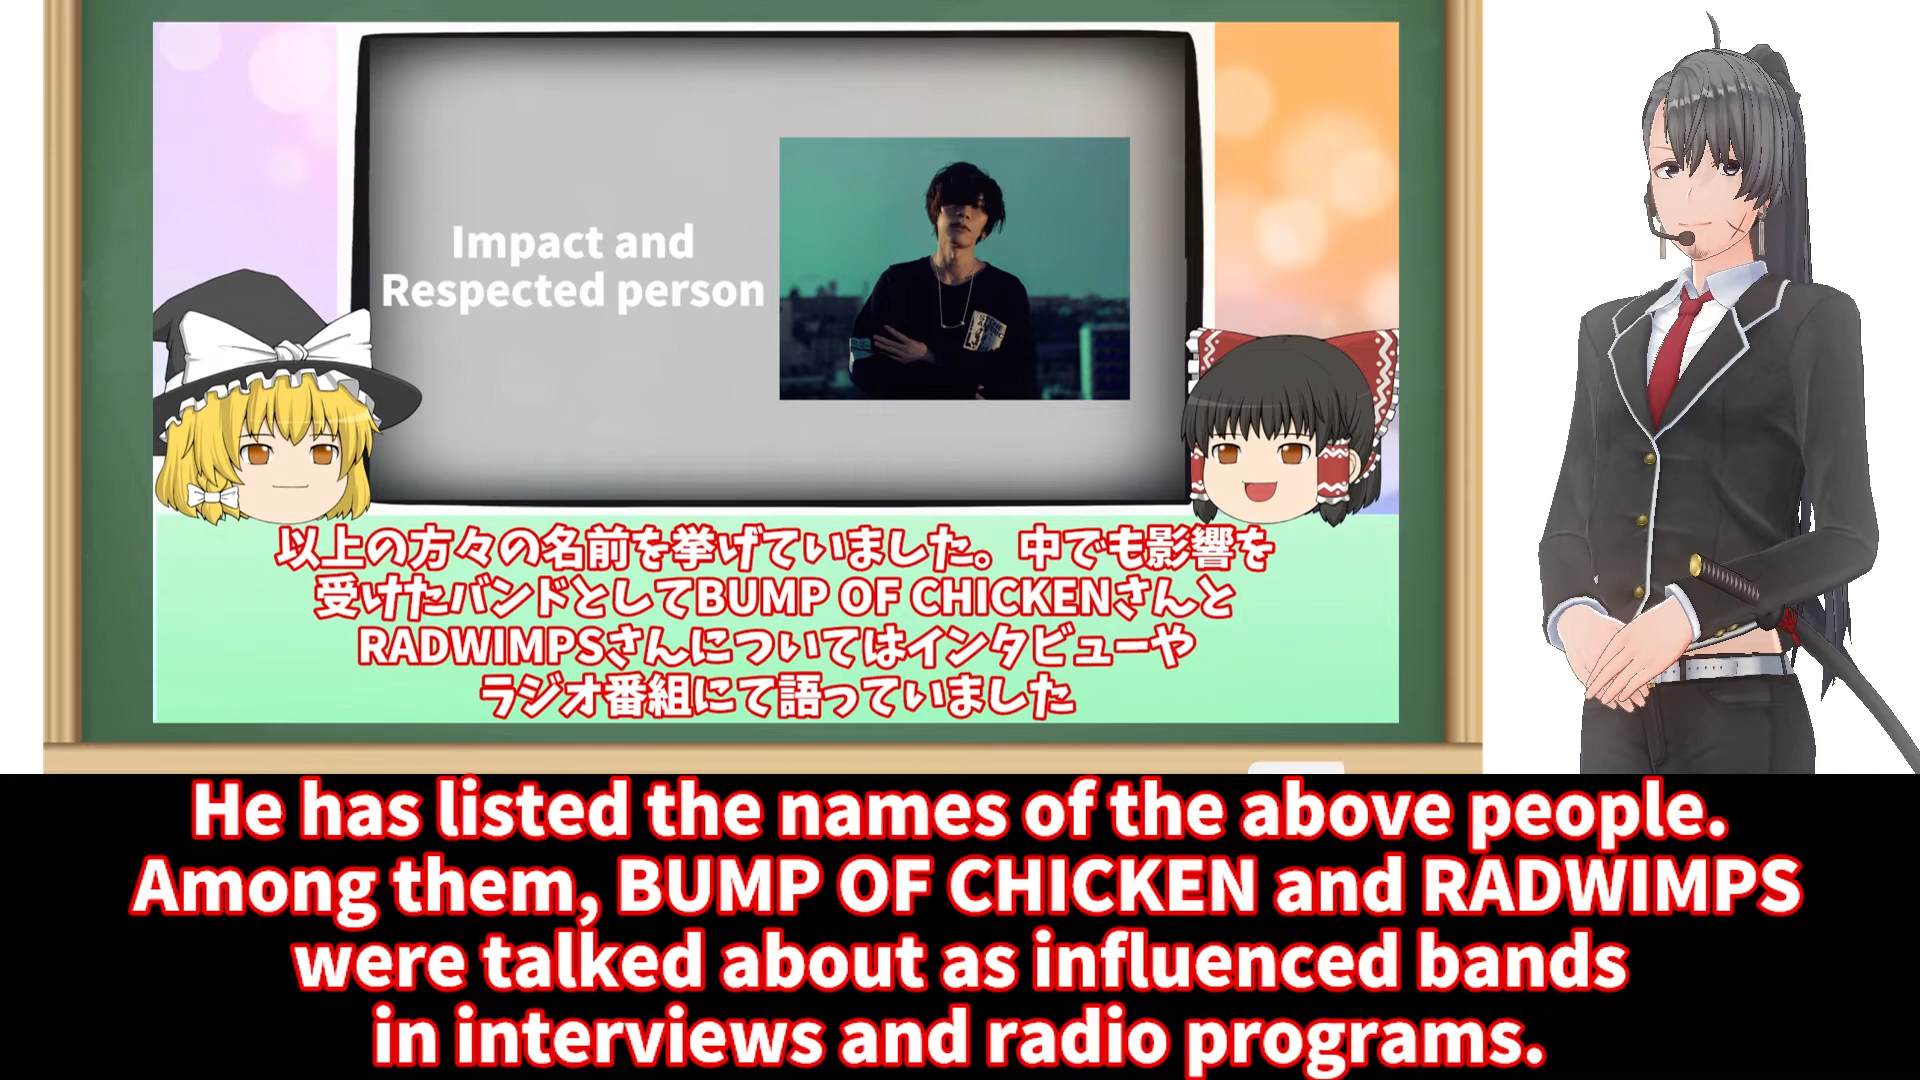 Impact and
Respected person
以上の方々の名前を挙げていました。中でも影響を
受けたバンドとしてBUMP OF CHICKENさんと
RADWIMPSさんについてはインタビューや
ラジオ番組にて語っていました
He has listed the names of the above people.
Among them, BUMP OF CHICKEN and RADWIMPS
were talked about as influenced bands
in interviews and radio programs.